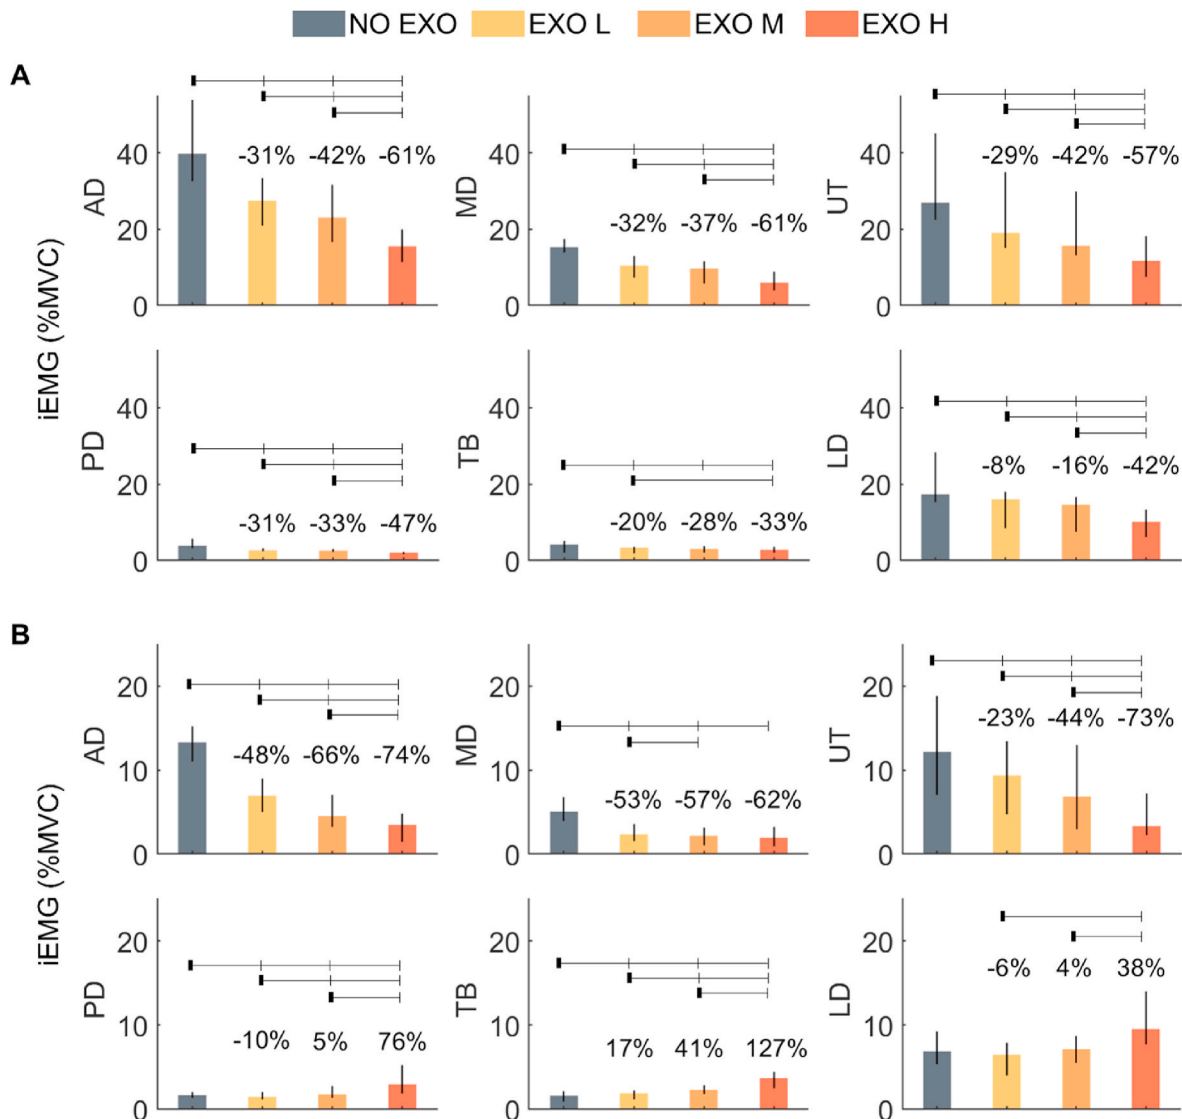 NO EXO EXO L EXO M EXO H
A
iEMG (%MVC)
AD
40
20
0
-31% -42% -61%
MD
40
20
0
-32% -37% -61%
UT
40
20
0
-29% -42% -57%
PD
40
20
0
-31% -33% -47%
TB
40
20
0
-20% -28% -33%
LD
40
20
0
-8% -16% -42%
B
iEMG (%MVC)
AD
20
10
0
-48% -66% -74%
MD
20
10
0
-53% -57% -62%
UT
20
10
0
-23% -44% -73%
PD
20
10
0
-10% 5% 76%
TB
20
10
0
17% 41% 127%
LD
20
10
0
-6% 4% 38%